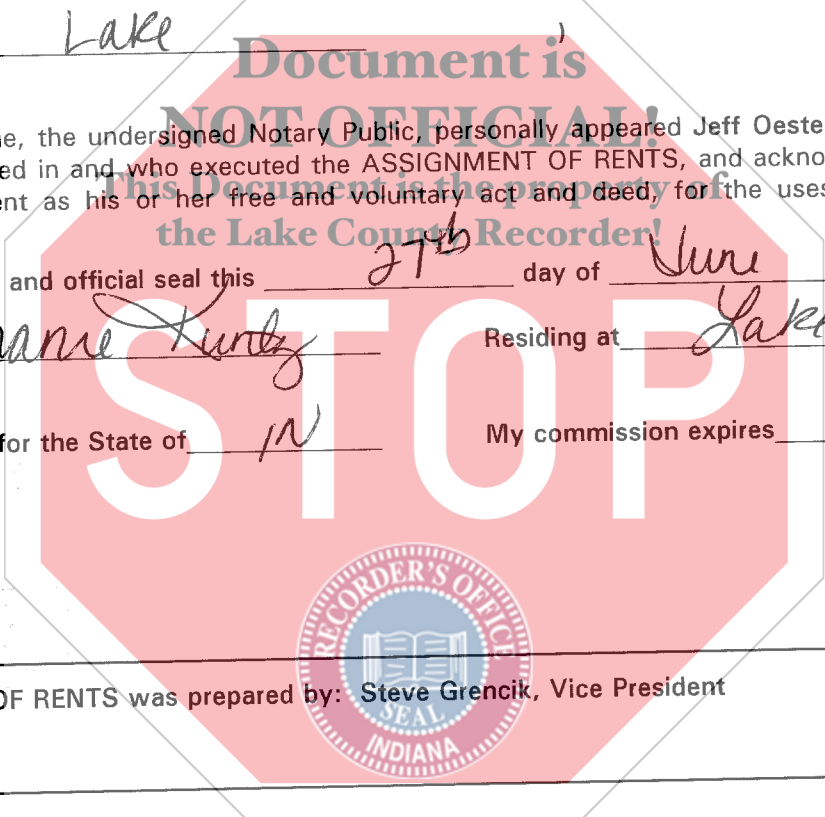 Lake
Document is
NOT OFFICIAL!
e, the undersigned Notary Public, personally appeared Jeff Oeste
ed in and who executed the ASSIGNMENT OF RENTS, and ackno
This Document is the property of
nt as his or her free and voluntary act and deed, for the uses
the Lake County Recorder!
and official seal this 27th day of June
Kuntz Residing at Lake
STOP
for the State of IN My commission expires
RECORDER'S OFFICE
OF RENTS was prepared by: Steve Grencik, Vice President
SEAL
INDIANA